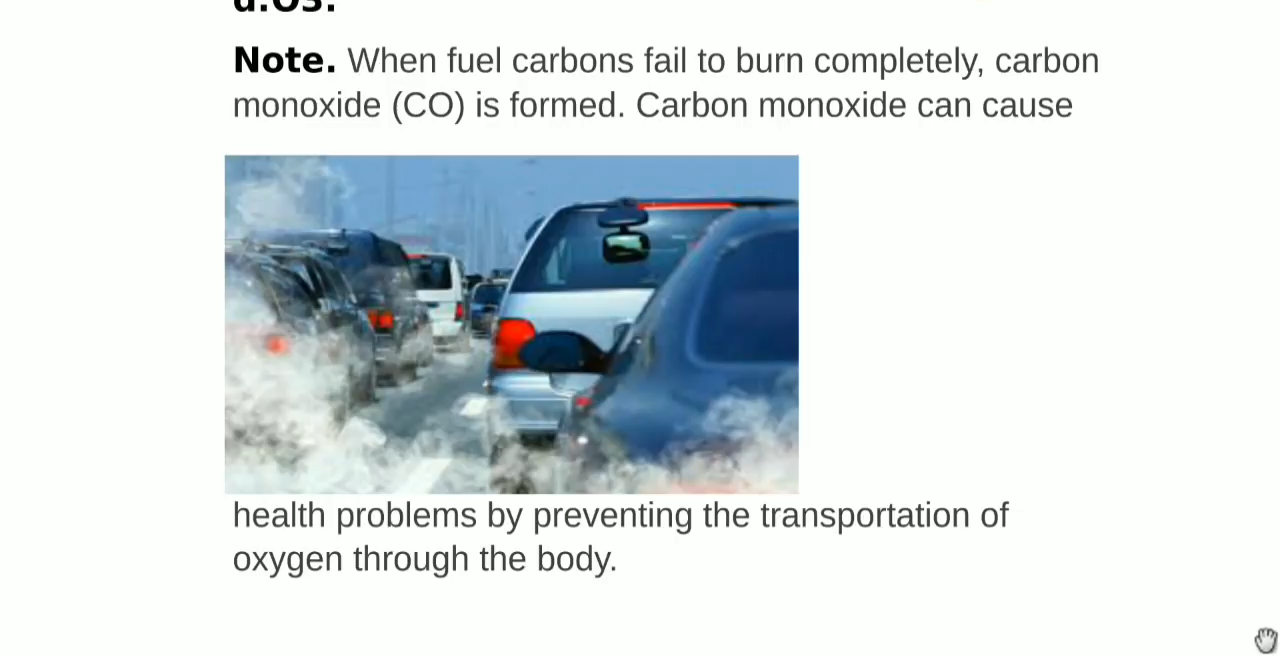 d.O3.
Note. When fuel carbons fail to burn completely, carbon
monoxide (CO) is formed. Carbon monoxide can cause
health problems by preventing the transportation of
oxygen through the body.